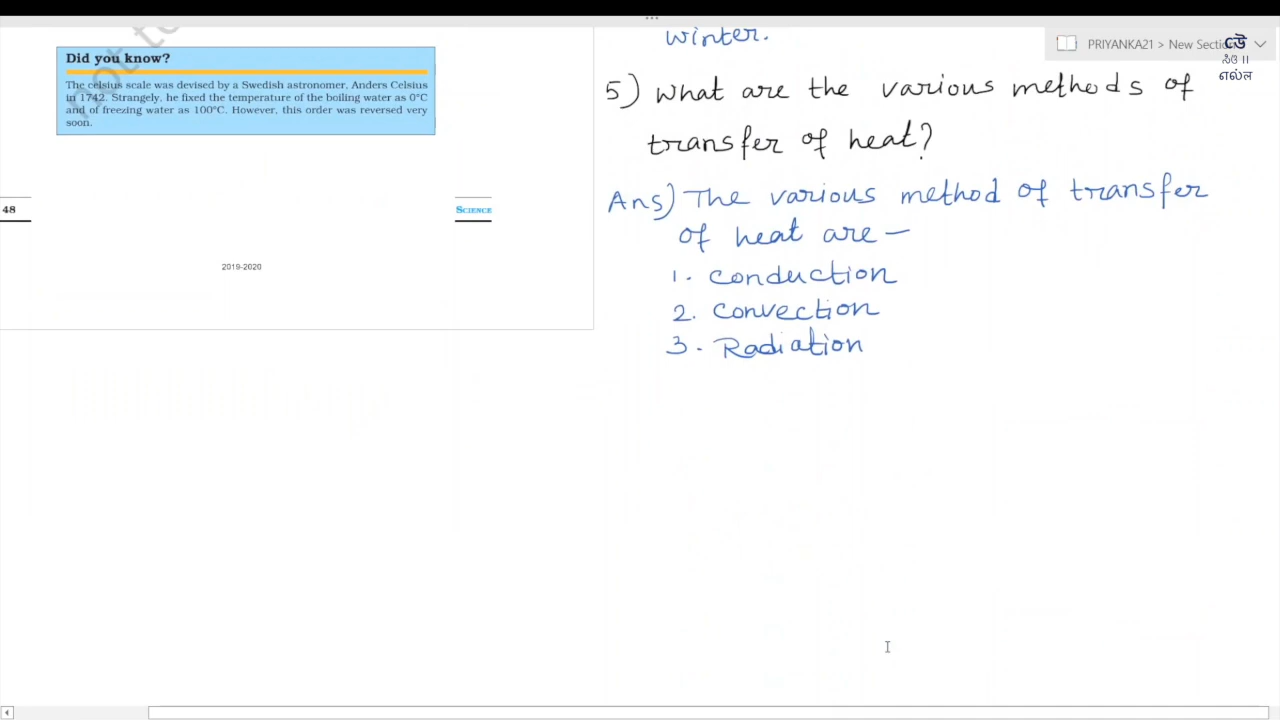 not to
Did you know?
The celsius scale was devised by a Swedish astronomer, Anders Celsius
in 1742. Strangely, he fixed the temperature of the boiling water as 0°C
and of freezing water as 100°C. However, this order was reversed very
soon.
48
SCIENCE
2019-2020
winter.
PRIYANKA21 > New Section
5) What are the various methods of
transfer of heat?
Ans) The various method of transfer
of heat are –
1. Conduction
2. Convection
3. Radiation